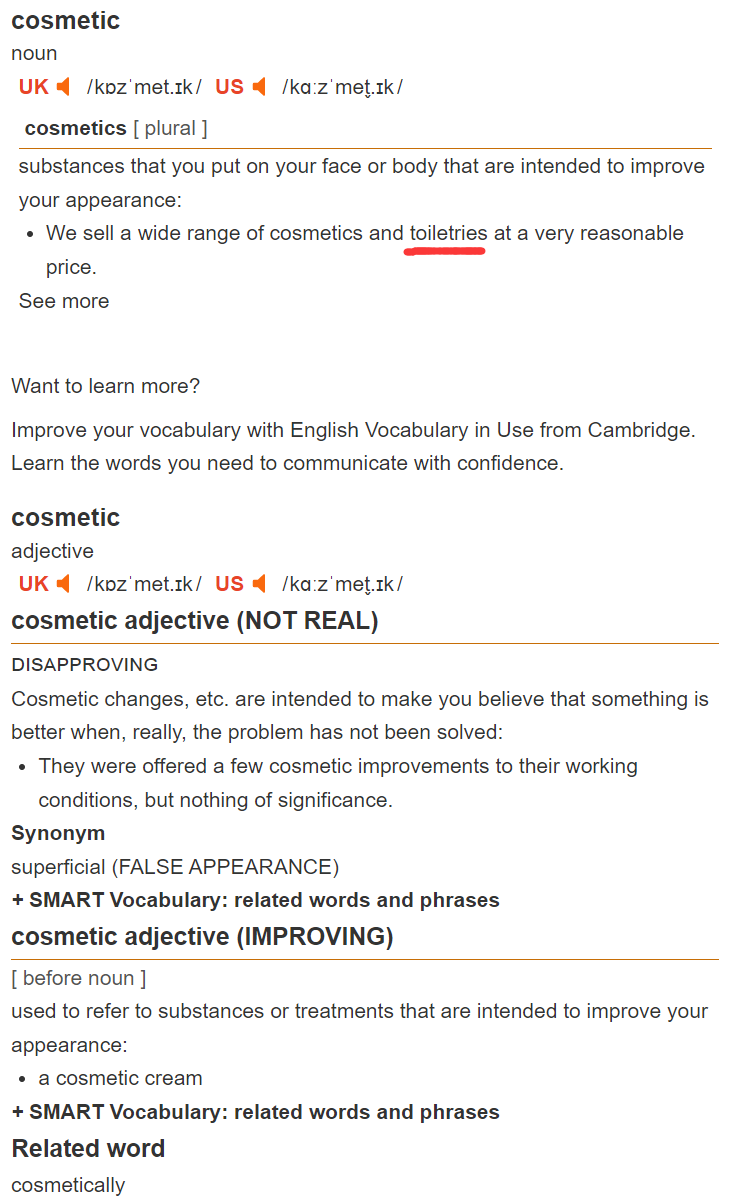 cosmetic
noun
UK /kɒzˈmet.ɪk/ US /kɑːzˈmet̬.ɪk/
cosmetics [ plural ]
substances that you put on your face or body that are intended to improve
your appearance:
• We sell a wide range of cosmetics and toiletries at a very reasonable
price.
See more
Want to learn more?
Improve your vocabulary with English Vocabulary in Use from Cambridge.
Learn the words you need to communicate with confidence.
cosmetic
adjective
UK /kɒzˈmet.ɪk/ US /kɑːzˈmet̬.ɪk/
cosmetic adjective (NOT REAL)
DISAPPROVING
Cosmetic changes, etc. are intended to make you believe that something is
better when, really, the problem has not been solved:
• They were offered a few cosmetic improvements to their working
conditions, but nothing of significance.
Synonym
superficial (FALSE APPEARANCE)
+ SMART Vocabulary: related words and phrases
cosmetic adjective (IMPROVING)
[ before noun ]
used to refer to substances or treatments that are intended to improve your
appearance:
• a cosmetic cream
+ SMART Vocabulary: related words and phrases
Related word
cosmetically